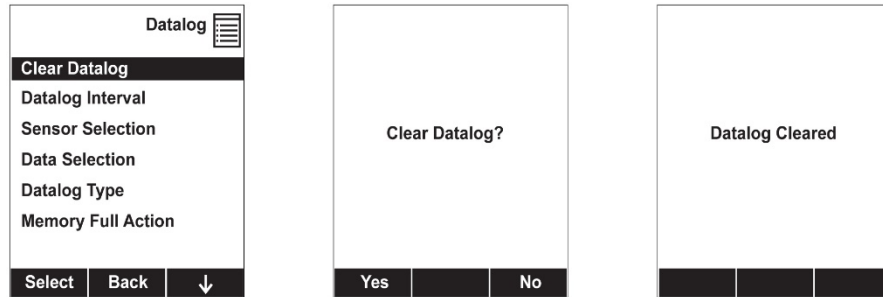 Datalog
Clear Datalog
Datalog Interval
Sensor Selection
Data Selection
Datalog Type
Memory Full Action
Select Back ↓
Clear Datalog?
Yes No
Datalog Cleared